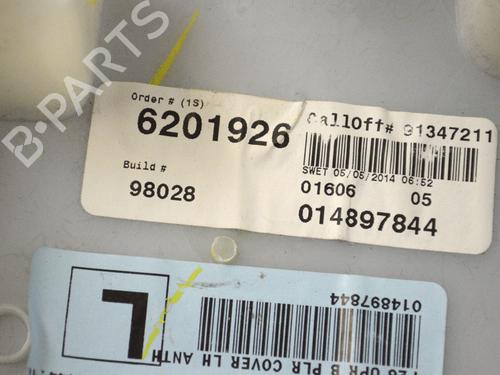 B-PARTS
Order # (1S)
6201926
CallOff# 91347211
Build #
98028
SWET 05/05/2014 06:52
01606 05
014897844
L
014897844
UPR B PLR COVER LH ANTH